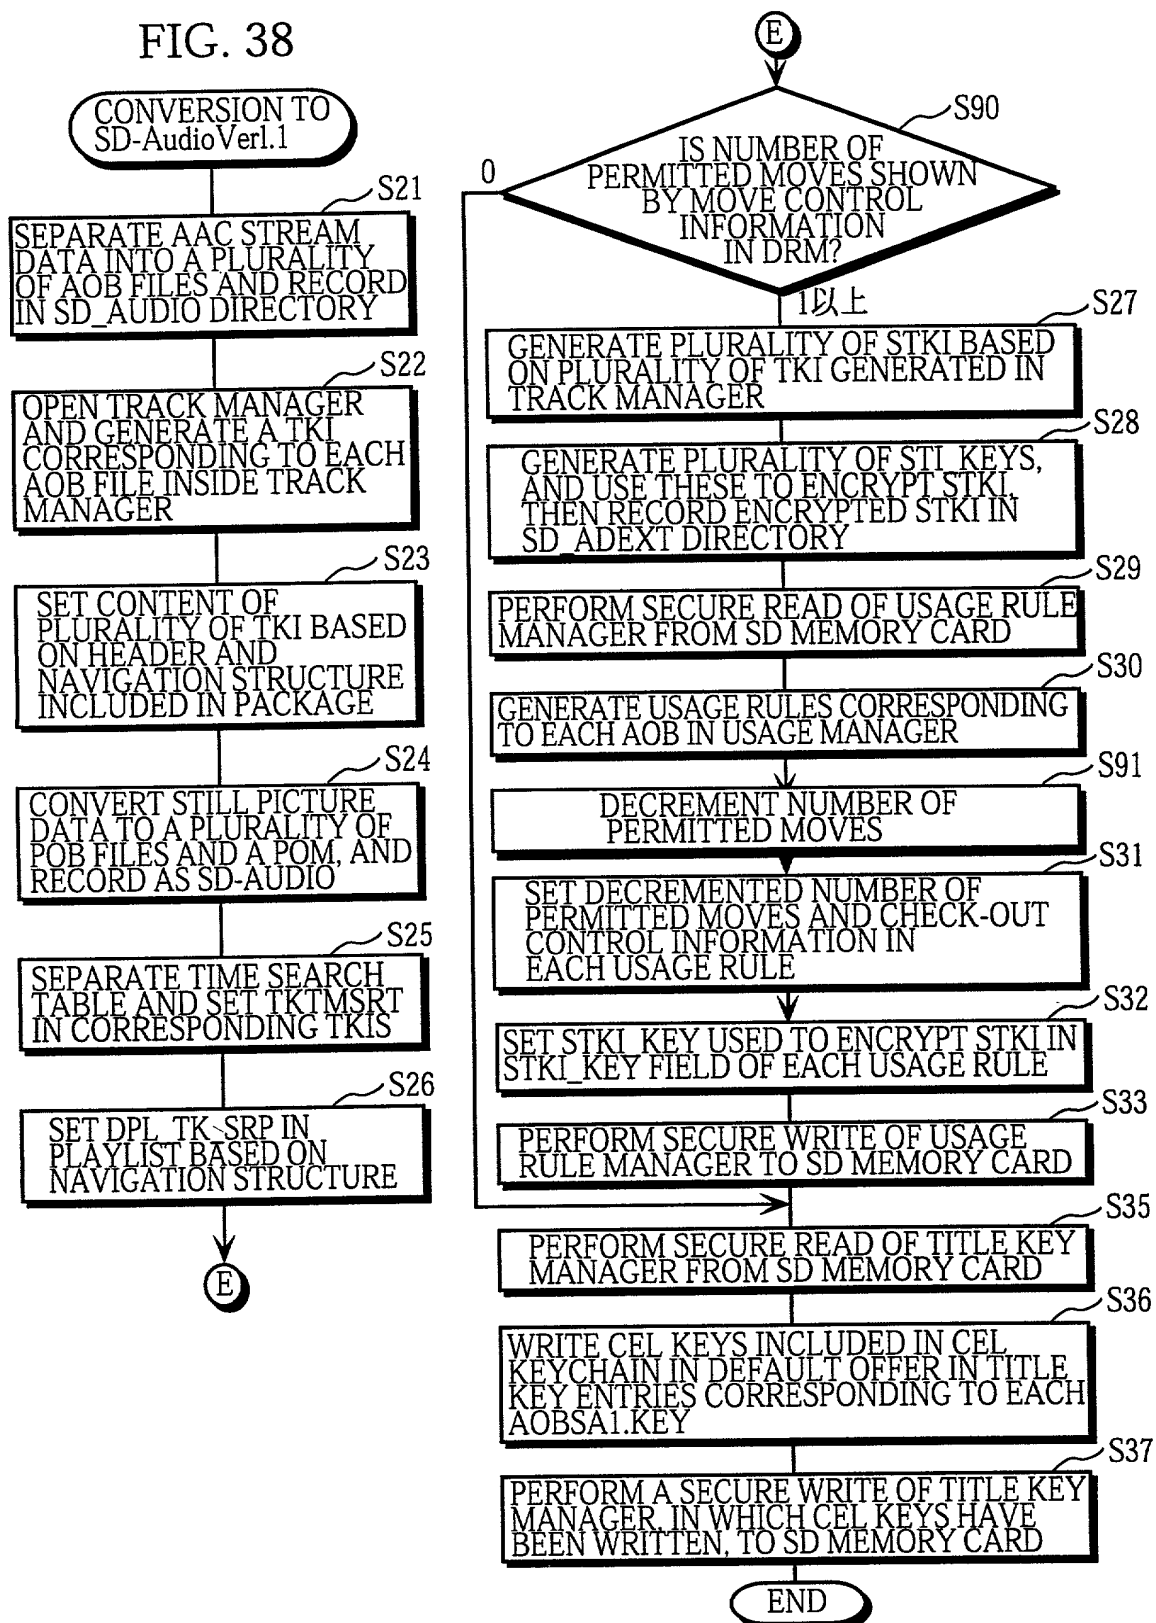 FIG. 38
CONVERSION TO
SD-AudioVerl.1
S21
SEPARATE AAC STREAM
DATA INTO A PLURALITY
OF AOB FILES AND RECORD
IN SD_AUDIO DIRECTORY
S22
OPEN TRACK MANAGER
AND GENERATE A TKI
CORRESPONDING TO EACH
AOB FILE INSIDE TRACK
MANAGER
S23
SET CONTENT OF
PLURALITY OF TKI BASED
ON HEADER AND
NAVIGATION STRUCTURE
INCLUDED IN PACKAGE
S24
CONVERT STILL PICTURE
DATA TO A PLURALITY OF
POB FILES AND A POM, AND
RECORD AS SD-AUDIO
S25
SEPARATE TIME SEARCH
TABLE AND SET TKTMSRT
IN CORRESPONDING TKIS
S26
SET DPL_TK-SRP IN
PLAYLIST BASED ON
NAVIGATION STRUCTURE
E
E
S90
IS NUMBER OF
PERMITTED MOVES SHOWN
BY MOVE CONTROL
INFORMATION
IN DRM?
0
1以上
S27
GENERATE PLURALITY OF STKI BASED
ON PLURALITY OF TKI GENERATED IN
TRACK MANAGER
S28
GENERATE PLURALITY OF STI_KEYS,
AND USE THESE TO ENCRYPT STKI,
THEN RECORD ENCRYPTED STKI IN
SD_ADEXT DIRECTORY
S29
PERFORM SECURE READ OF USAGE RULE
MANAGER FROM SD MEMORY CARD
S30
GENERATE USAGE RULES CORRESPONDING
TO EACH AOB IN USAGE MANAGER
S91
DECREMENT NUMBER OF
PERMITTED MOVES
S31
SET DECREMENTED NUMBER OF
PERMITTED MOVES AND CHECK-OUT
CONTROL INFORMATION IN
EACH USAGE RULE
S32
SET STKI_KEY USED TO ENCRYPT STKI IN
STKI_KEY FIELD OF EACH USAGE RULE
S33
PERFORM SECURE WRITE OF USAGE
RULE MANAGER TO SD MEMORY CARD
S35
PERFORM SECURE READ OF TITLE KEY
MANAGER FROM SD MEMORY CARD
S36
WRITE CEL KEYS INCLUDED IN CEL
KEYCHAIN IN DEFAULT OFFER IN TITLE
KEY ENTRIES CORRESPONDING TO EACH
AOBSA1.KEY
S37
PERFORM A SECURE WRITE OF TITLE KEY
MANAGER, IN WHICH CEL KEYS HAVE
BEEN WRITTEN, TO SD MEMORY CARD
END